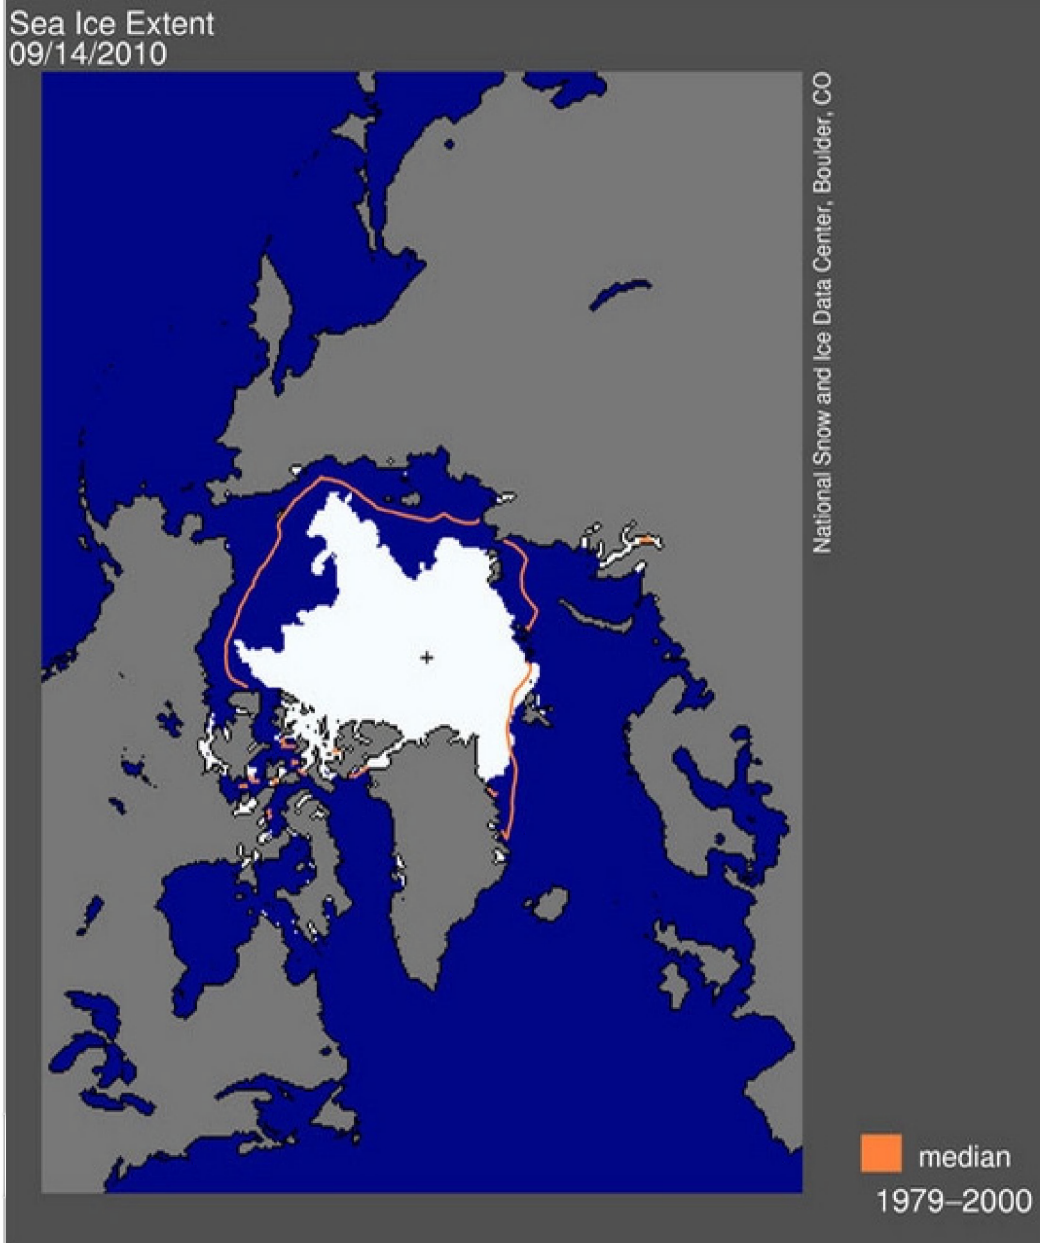 Sea Ice Extent
09/14/2010
National Snow and Ice Data Center, Boulder, CO
median
1979–2000